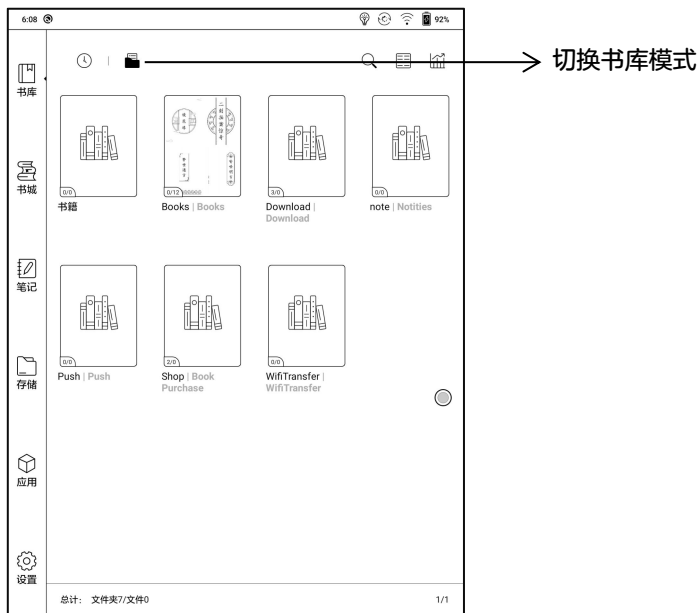 6:08
92%
切换书库模式
书库
书城
笔记
存储
应用
设置
0/0
书籍
0/12
Books | Books
3/0
Download |
Download
0/0
note | Notities
0/0
Push | Push
2/0
Shop | Book
Purchase
0/0
WifiTransfer |
WifiTransfer
总计: 文件夹7/文件0
1/1